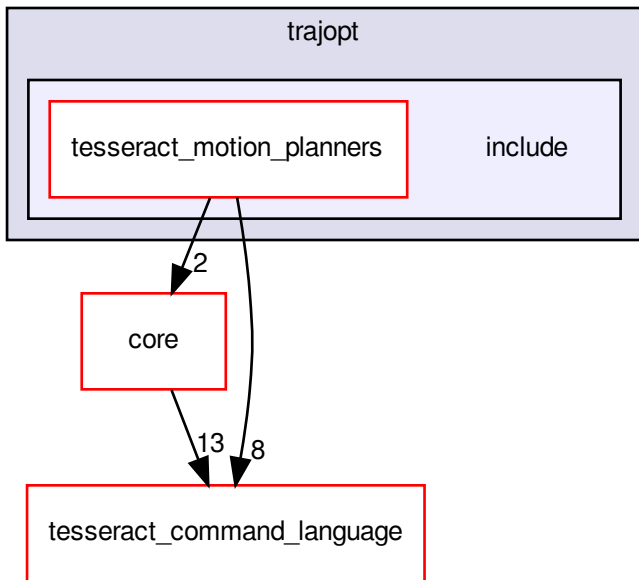 trajopt
tesseract_motion_planners
include
2
core
13
8
tesseract_command_language